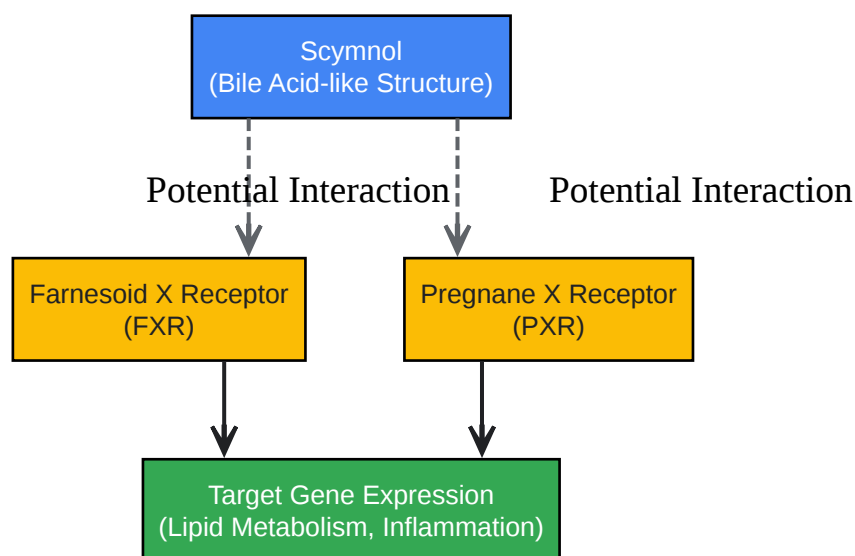 Scymnol
(Bile Acid-like Structure)
Potential Interaction
Potential Interaction
Farnesoid X Receptor
(FXR)
Pregnane X Receptor
(PXR)
Target Gene Expression
(Lipid Metabolism, Inflammation)